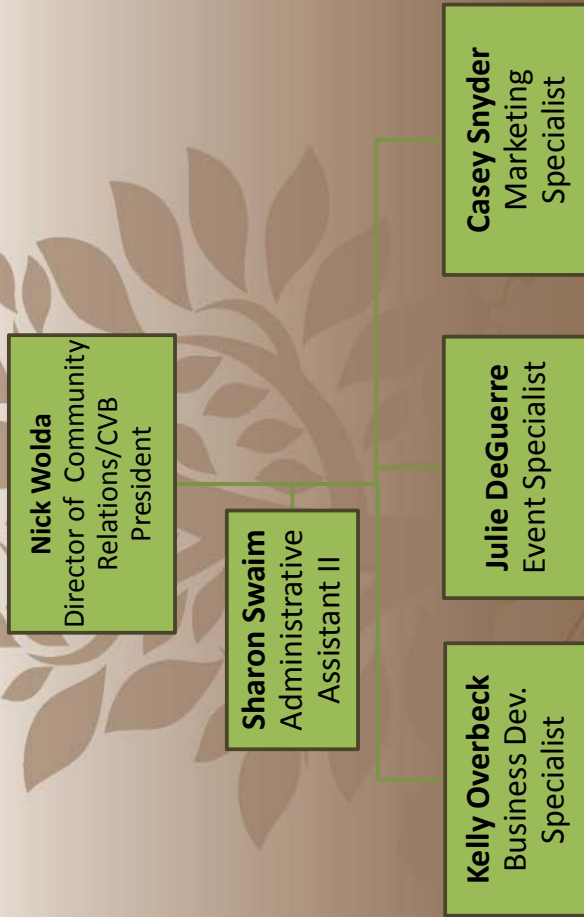 Nick Wolda
Director of Community
Relations/CVB
President
Sharon Swaim
Administrative
Assistant II
Kelly Overbeck
Business Dev.
Specialist
Julie DeGuerre
Event Specialist
Casey Snyder
Marketing
Specialist